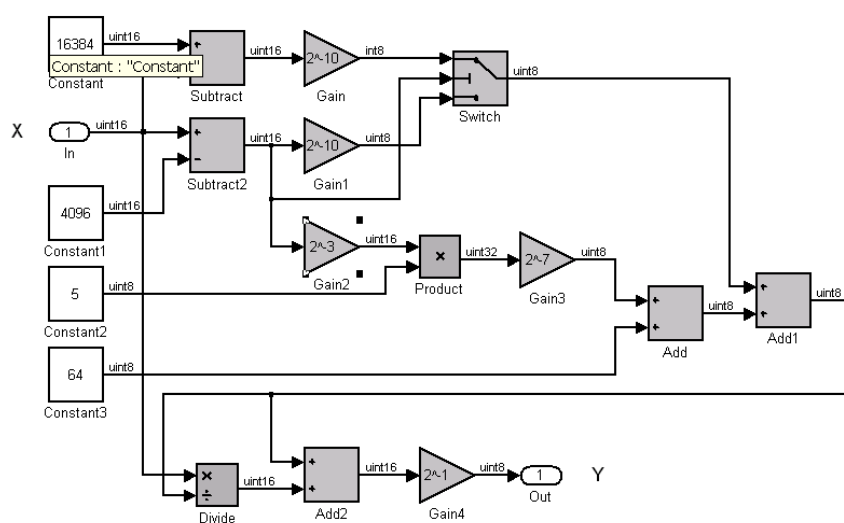 16384
uint16
Constant : "Constant"
Constant
Subtract
uint16
2^-10
Gain
int8
Switch
uint8
X
1
In
uint16
Subtract2
uint16
2^-10
Gain1
uint8
4096
uint16
Constant1
2^-3
Gain2
uint16
×
Product
uint32
2^-7
Gain3
uint8
5
uint8
Constant2
Add
uint8
Add1
uint8
64
uint8
Constant3
×
÷
Divide
uint16
Add2
uint16
2^-1
Gain4
uint8
1
Out
Y